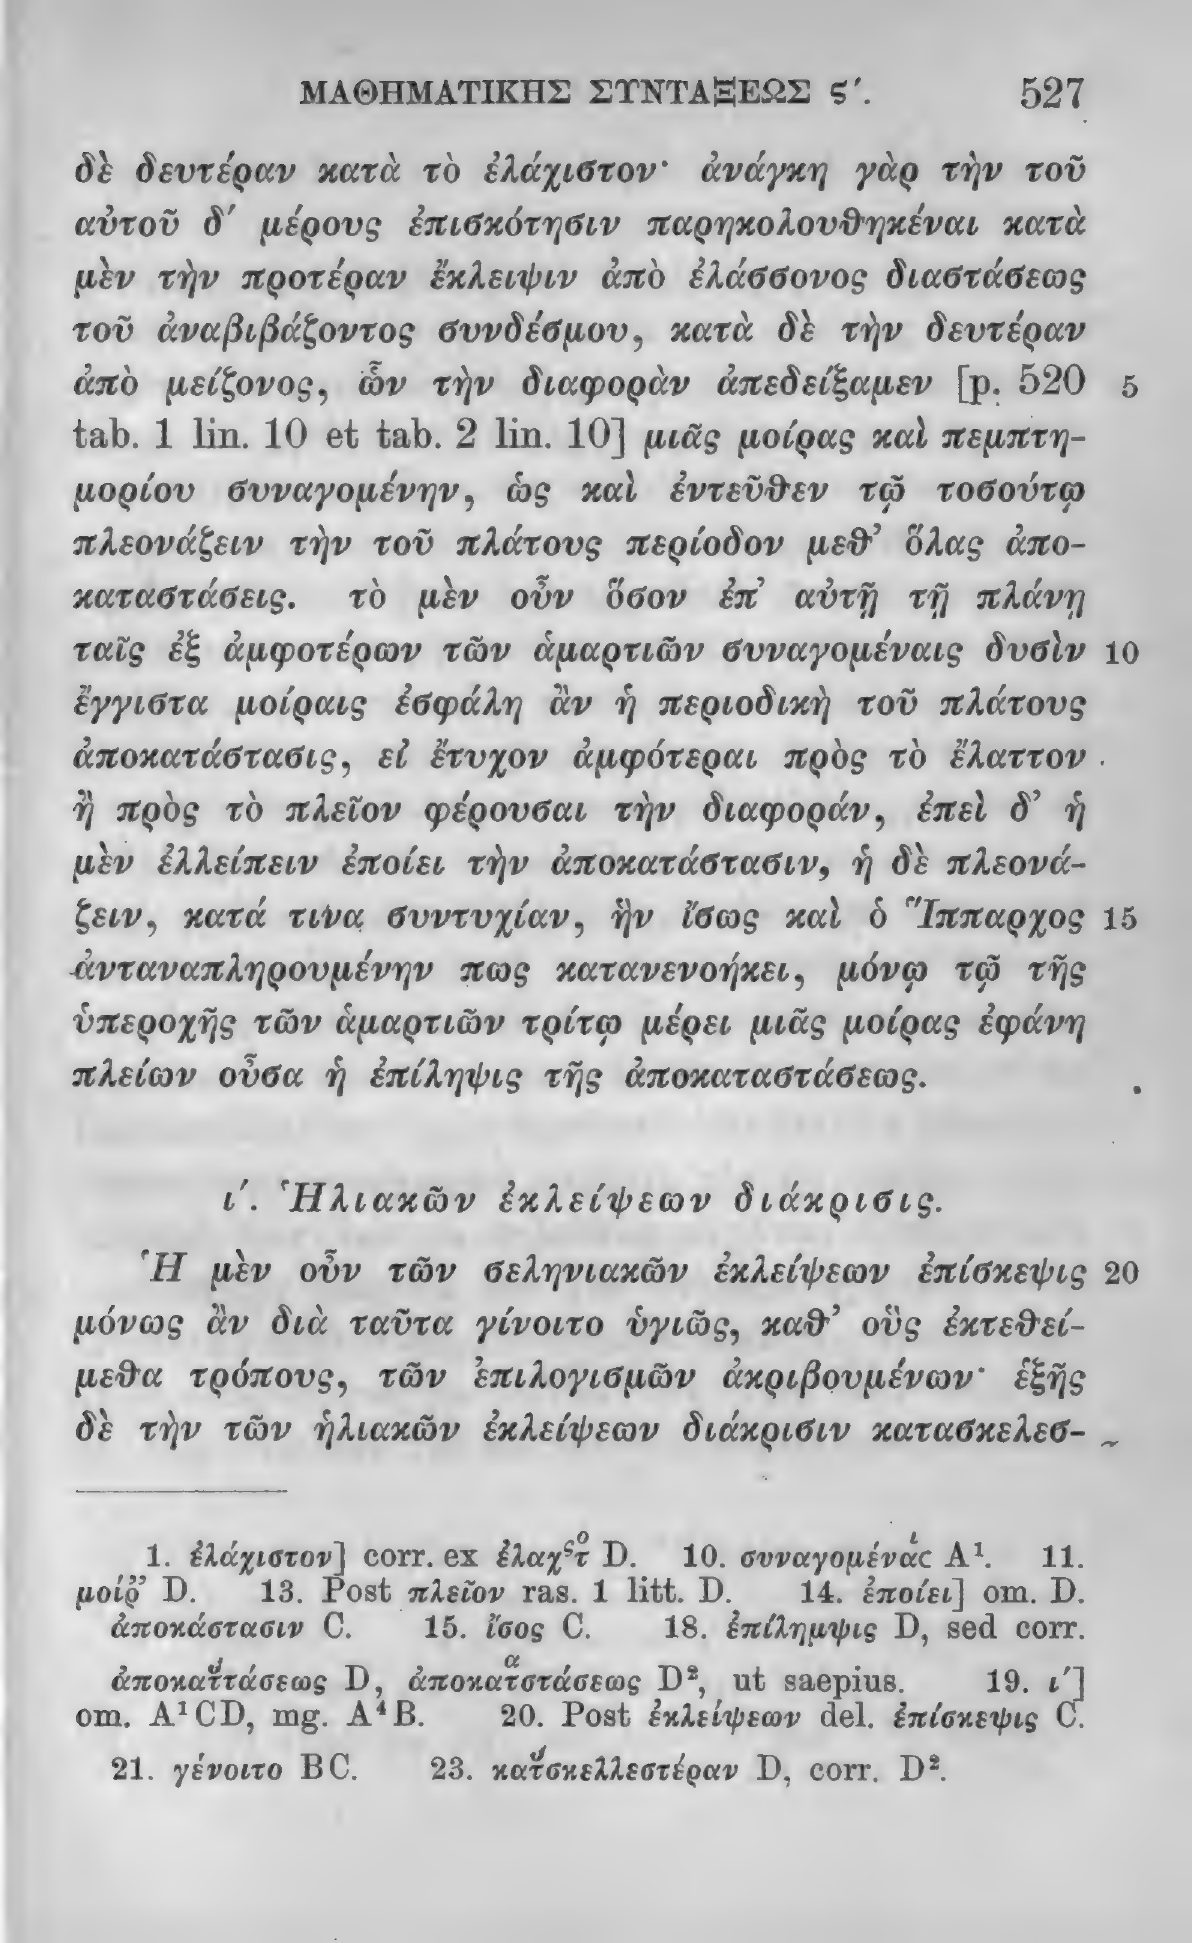 ΜΑΘΗΜΑΤΙΚΗΣ ΣΥΝΤΑΞΕΩΣ ϛ΄. 527
δὲ δευτέραν κατὰ τὸ ἐλάχιστον· ἀνάγκη γὰρ τὴν τοῦ
αὐτοῦ δ΄ μέρους ἐπισκότησιν παρηκολουθηκέναι κατὰ
μὲν τὴν προτέραν ἔκλειψιν ἀπὸ ἐλάσσονος διαστάσεως
τοῦ ἀναβιβάζοντος συνδέσμου, κατὰ δὲ τὴν δευτέραν
ἀπὸ μείζονος, ὧν τὴν διαφορὰν ἀπεδείξαμεν [p. 520 5
tab. 1 lin. 10 et tab. 2 lin. 10] μιᾶς μοίρας καὶ πεμπτη-
μορίου συναγομένην, ὡς καὶ ἐντεῦθεν τῷ τοσούτῳ
πλεονάζειν τὴν τοῦ πλάτους περίοδον μεθ’ ὅλας ἀπο-
καταστάσεις. τὸ μὲν οὖν ὅσον ἐπ’ αὐτῇ τῇ πλάνῃ
ταῖς ἐξ ἀμφοτέρων τῶν ἁμαρτιῶν συναγομέναις δυσὶν 10
ἔγγιστα μοίραις ἐσφάλη ἂν ἡ περιοδικὴ τοῦ πλάτους
ἀποκατάστασις, εἰ ἔτυχον ἀμφότεραι πρὸς τὸ ἔλαττον
ἢ πρὸς τὸ πλεῖον φέρουσαι τὴν διαφοράν, ἐπεὶ δ’ ἡ
μὲν ἐλλείπειν ἐποίει τὴν ἀποκατάστασιν, ἡ δὲ πλεονά-
ζειν, κατά τινα συντυχίαν, ἣν ἴσως καὶ ὁ Ἵππαρχος 15
ἀνταναπληρουμένην πως κατανενοήκει, μόνῳ τῷ τῆς
ὑπεροχῆς τῶν ἁμαρτιῶν τρίτῳ μέρει μιᾶς μοίρας ἐφάνη
πλείων οὖσα ἡ ἐπίληψις τῆς ἀποκαταστάσεως.
ι΄. Ἡλιακῶν ἐκλείψεων διάκρισις.
Ἡ μὲν οὖν τῶν σεληνιακῶν ἐκλείψεων ἐπίσκεψις 20
μόνως ἂν διὰ ταῦτα γίνοιτο ὑγιῶς, καθ’ οὓς ἐκτεθεί-
μεθα τρόπους, τῶν ἐπιλογισμῶν ἀκριβουμένων· ἑξῆς
δὲ τὴν τῶν ἡλιακῶν ἐκλείψεων διάκρισιν κατασκελεσ-
1. ἐλάχιστον] corr. ex D. 10. A¹. 11.
D. 13. Post πλεῖον ras. 1 litt. D. 14. ἐποίει] om. D.
ἀποκάστασιν C. 15. ἴσος C. 18. ἐπίλημψις D, sed corr.
D, D², ut saepius. 19. ι΄]
om. A¹CD, mg. A⁴B. 20. Post ἐκλείψεων del. ἐπίσκεψις C.
21. γένοιτο BC. 23. D, corr. D².